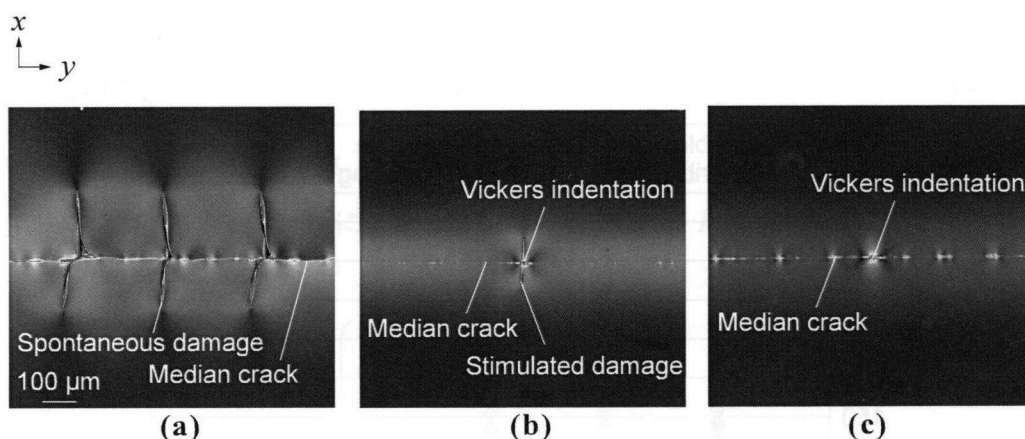 x
y
Vickers indentation
Vickers indentation
Median crack
Median crack
Spontaneous damage
Median crack
Stimulated damage
100 µm
(a)
(b)
(c)